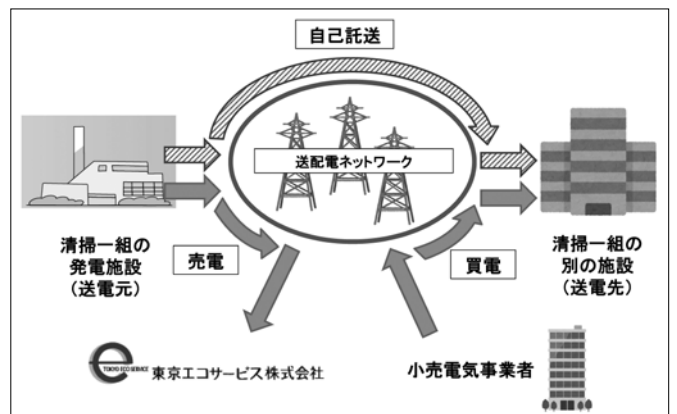 自己託送
送配電ネットワーク
清掃一組の
発電施設
（送電元）
売電
買電
清掃一組の
別の施設
（送電先）
e
TOKYO ECO SERVICE
東京エコサービス株式会社
小売電気事業者